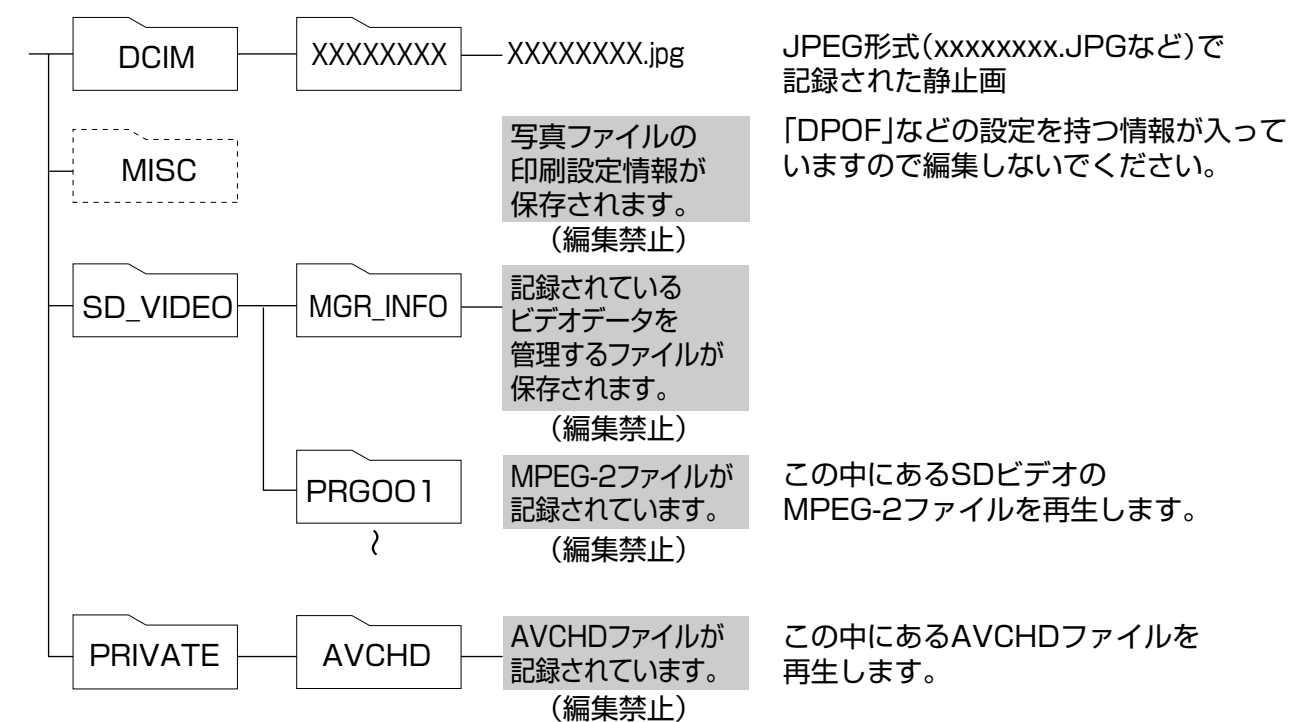 DCIM
XXXXXXXX
XXXXXXXX.jpg
JPEG形式(xxxxxxxx.JPGなど)で
記録された静止画
MISC
写真ファイルの
印刷設定情報が
保存されます。
(編集禁止)
「DPOF」などの設定を持つ情報が入って
いますので編集しないでください。
SD_VIDEO
MGR_INFO
記録されている
ビデオデータを
管理するファイルが
保存されます。
(編集禁止)
PRG001
~
MPEG-2ファイルが
記録されています。
(編集禁止)
この中にあるSDビデオの
MPEG-2ファイルを再生します。
PRIVATE
AVCHD
AVCHDファイルが
記録されています。
(編集禁止)
この中にあるAVCHDファイルを
再生します。